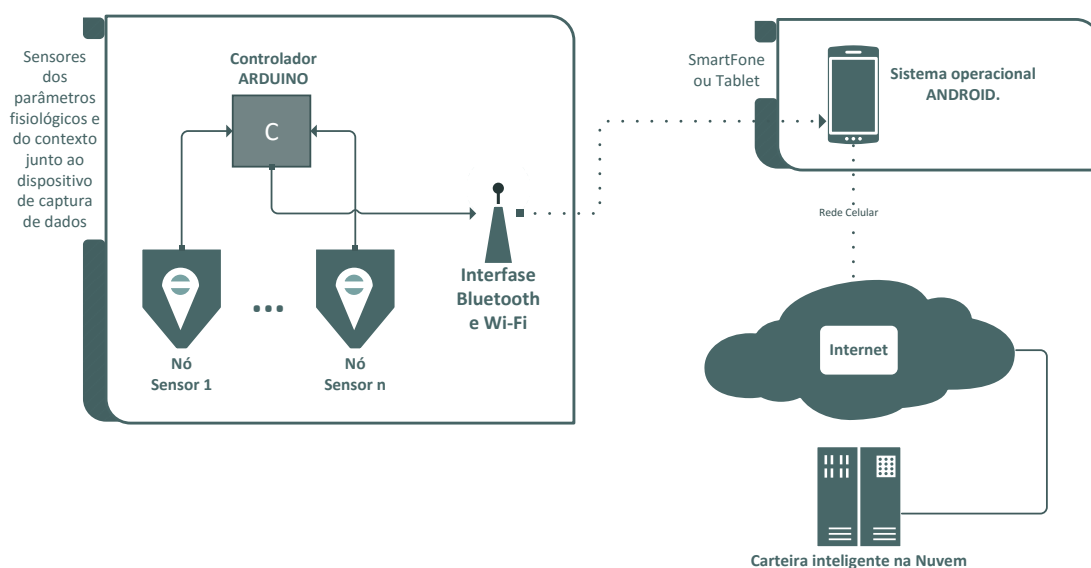 Sensores
dos
parâmetros
fisiológicos e
do contexto
junto ao
dispositivo
de captura
de dados
Controlador
ARDUINO
C
Nó
Sensor 1
...
Nó
Sensor n
Interfase
Bluetooth
e Wi-Fi
SmartFone
ou Tablet
Sistema operacional
ANDROID.
Rede Celular
Internet
Carteira inteligente na Nuvem